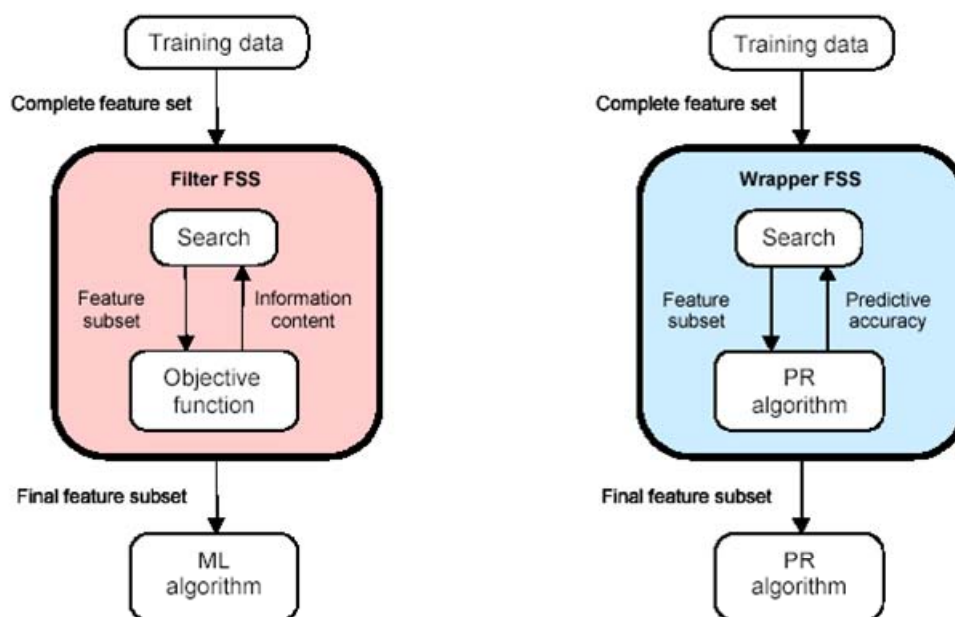 Training data
Complete feature set
Filter FSS
Search
Feature
subset
Information
content
Objective
function
Final feature subset
ML
algorithm
Training data
Complete feature set
Wrapper FSS
Search
Feature
subset
Predictive
accuracy
PR
algorithm
Final feature subset
PR
algorithm